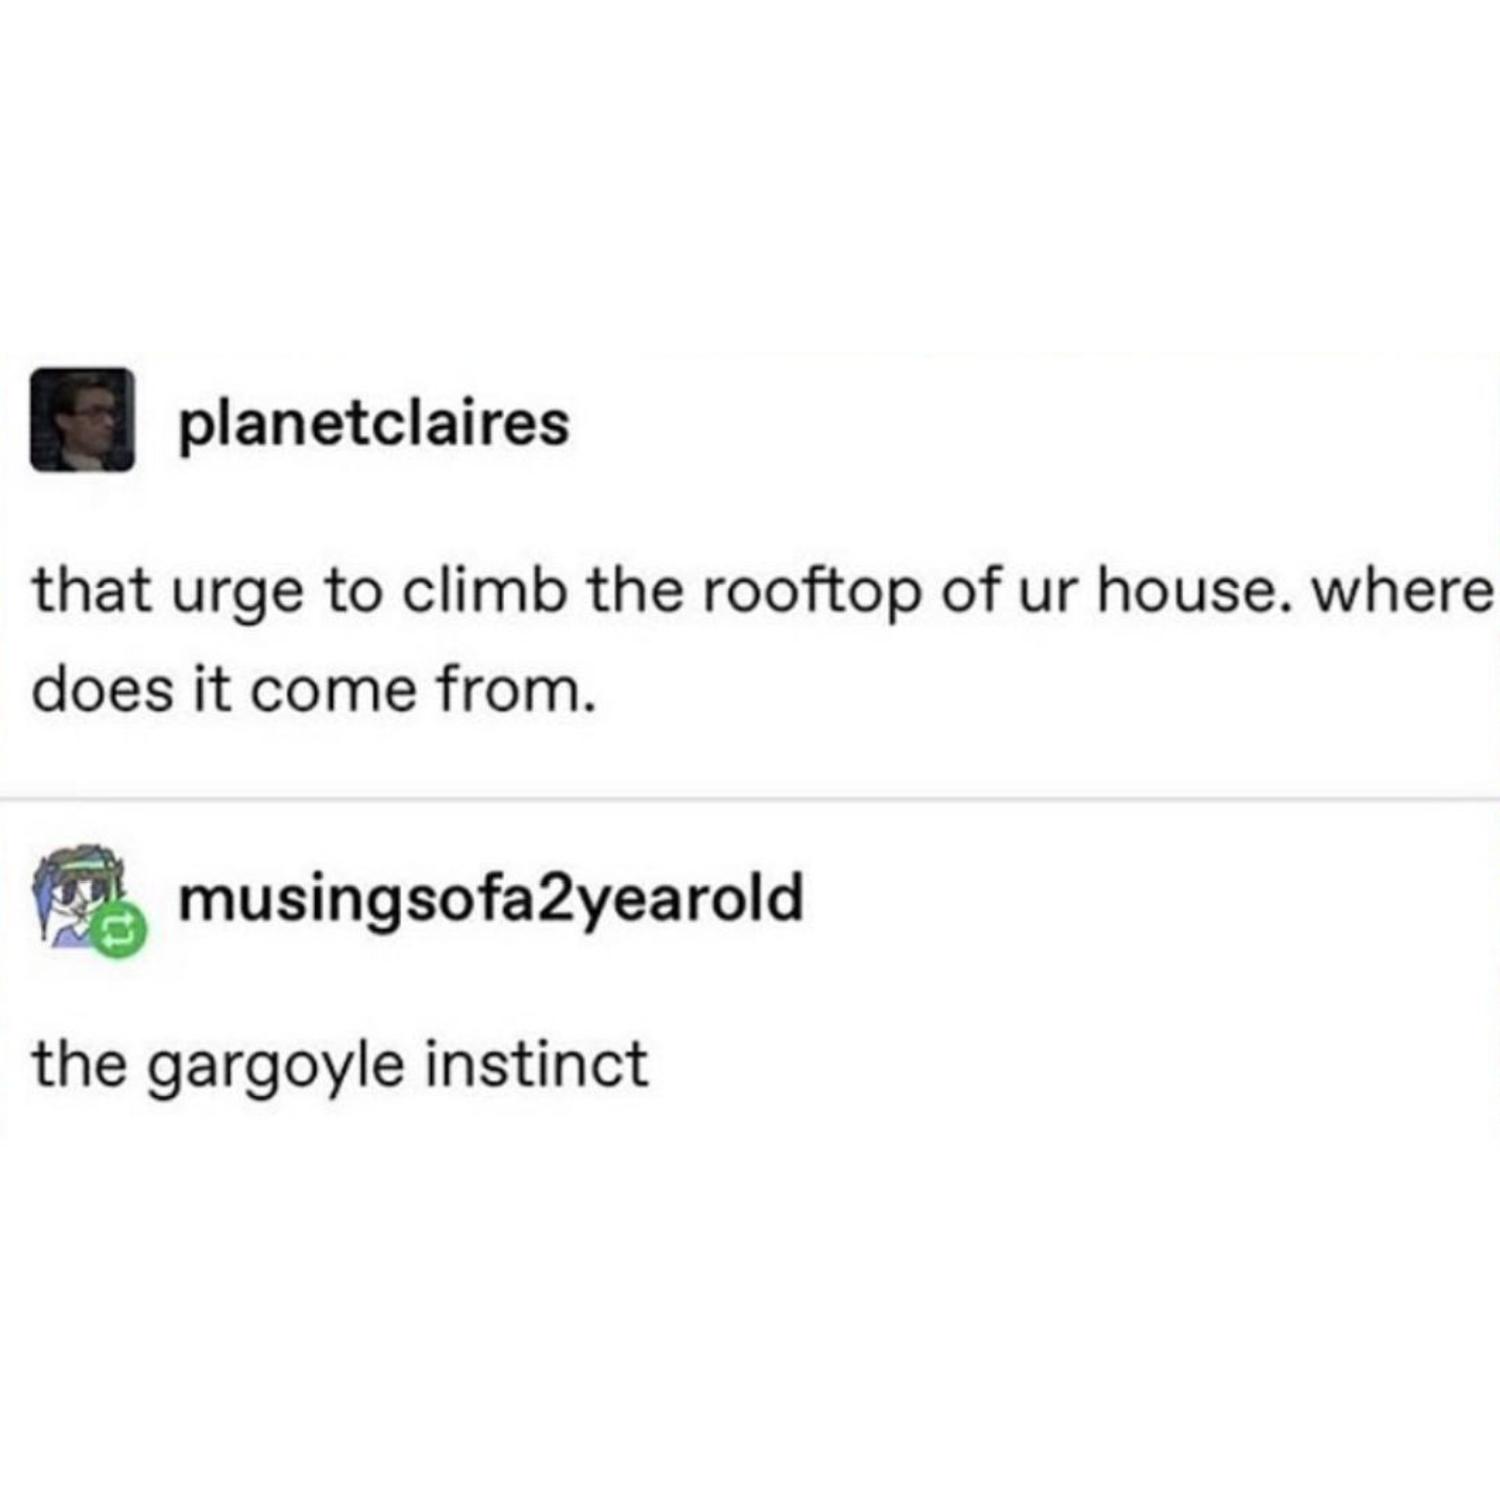 planetclaires
that urge to climb the rooftop of ur house. where
does it come from.
musingsofa2yearold
the gargoyle instinct